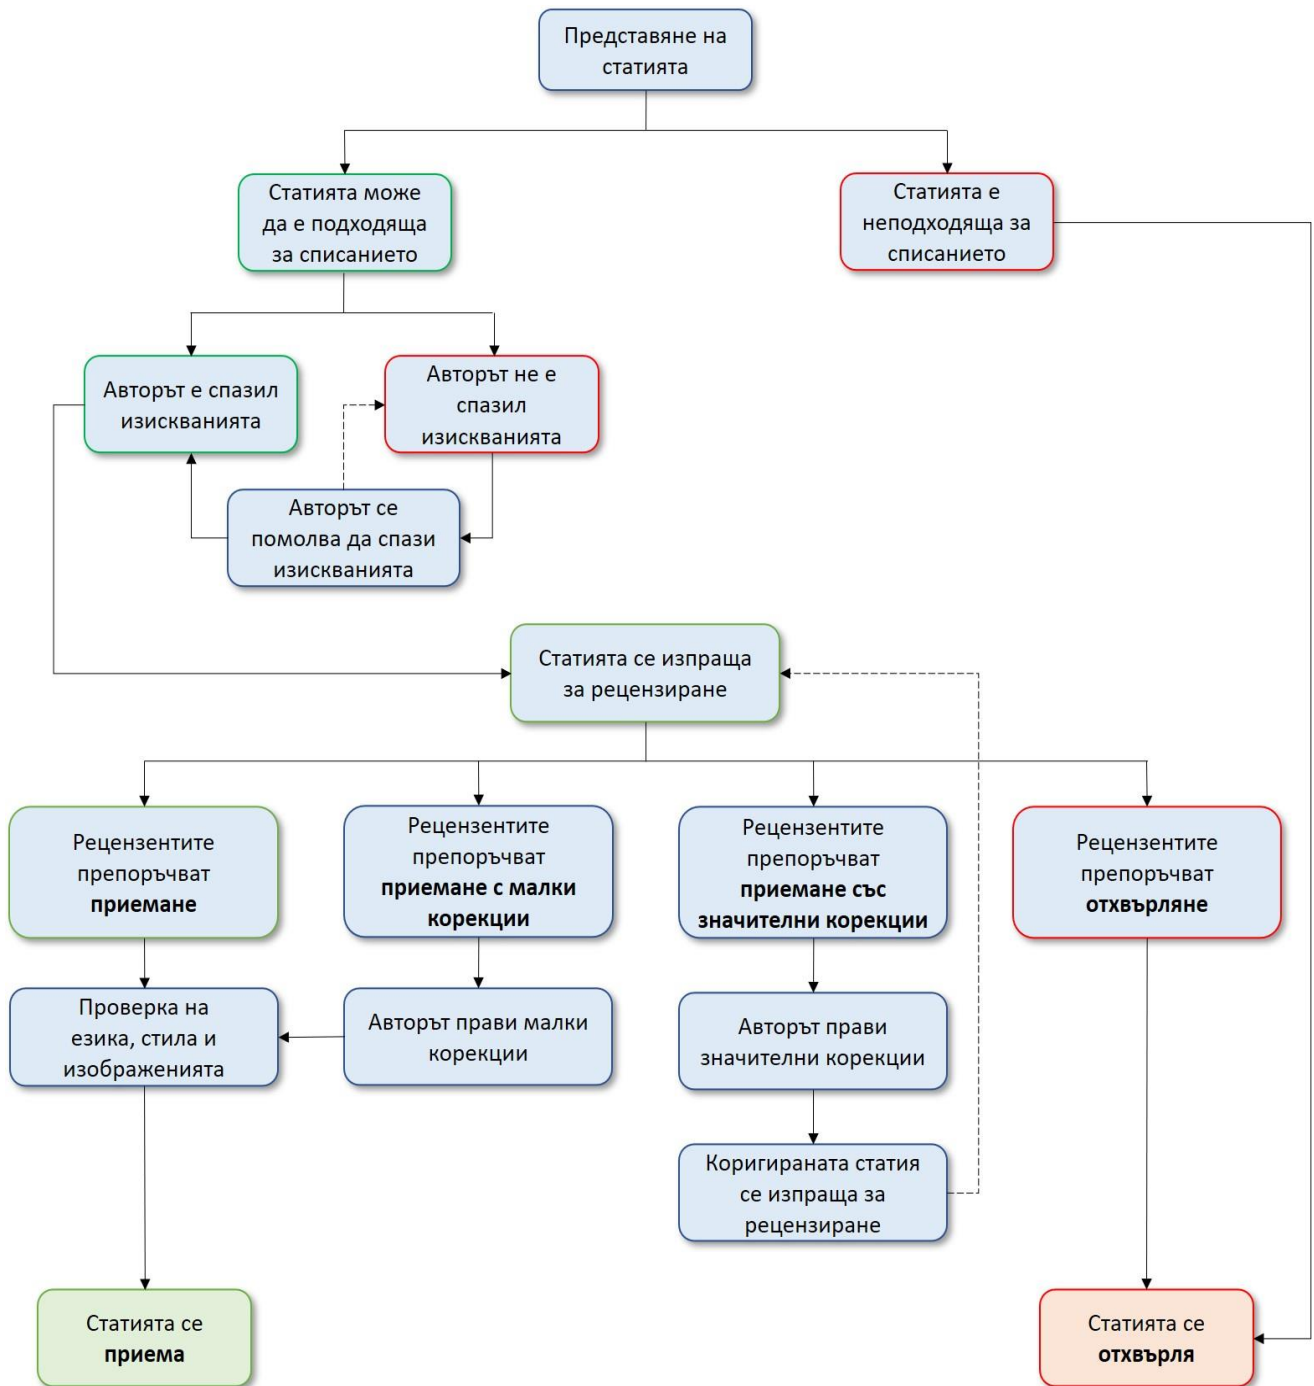 Представяне на
статията
Статията може
да е подходяща
за списанието
Статията е
неподходяща за
списанието
Авторът е спазил
изискванията
Авторът не е
спазил
изискванията
Авторът се
помолва да спази
изискванията
Статията се изпраща
за рецензиране
Рецензентите
препоръчват
приемане
Рецензентите
препоръчват
приемане с малки
корекции
Рецензентите
препоръчват
приемане със
значителни корекции
Рецензентите
препоръчват
отхвърляне
Проверка на
езика, стила и
изображенията
Авторът прави малки
корекции
Авторът прави
значителни корекции
Коригираната статия
се изпраща за
рецензиране
Статията се
приема
Статията се
отхвърля